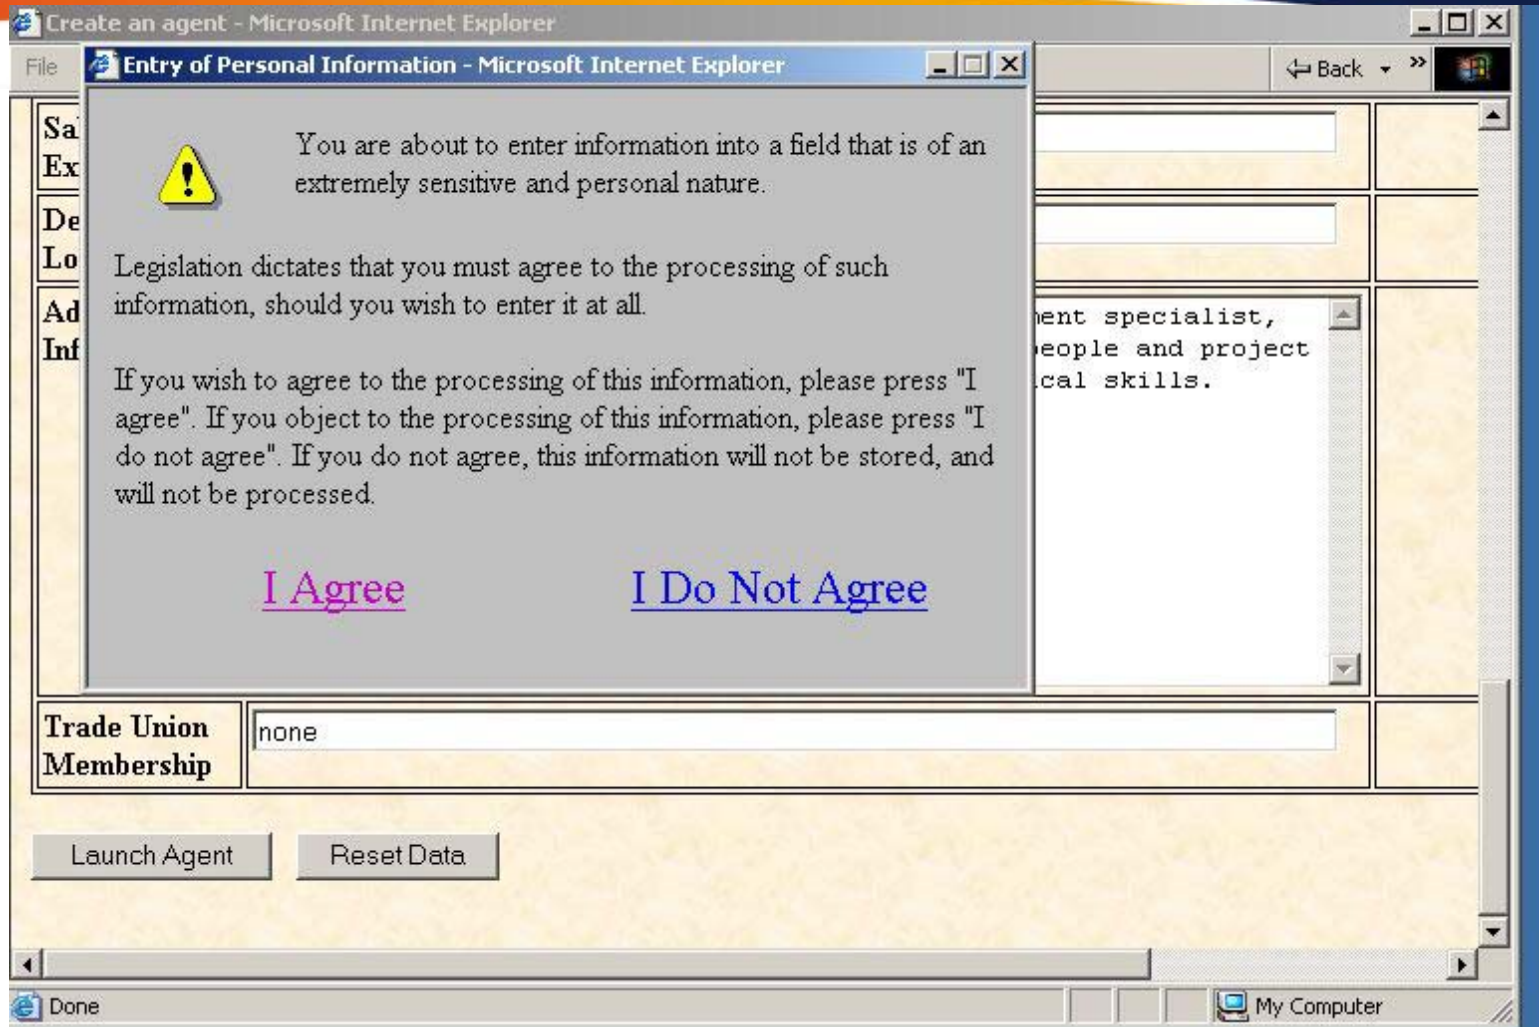 Create an agent - Microsoft Internet Explorer
File
Back
»
Entry of Personal Information - Microsoft Internet Explorer
You are about to enter information into a field that is of an
extremely sensitive and personal nature.
Legislation dictates that you must agree to the processing of such
information, should you wish to enter it at all.
If you wish to agree to the processing of this information, please press "I
agree". If you object to the processing of this information, please press "I
do not agree". If you do not agree, this information will not be stored, and
will not be processed.
I Agree
I Do Not Agree
Sa
Ex
De
Lo
Ad
Inf
ment specialist,
people and project
ical skills.
Trade Union
Membership
none
Launch Agent
Reset Data
Done
My Computer